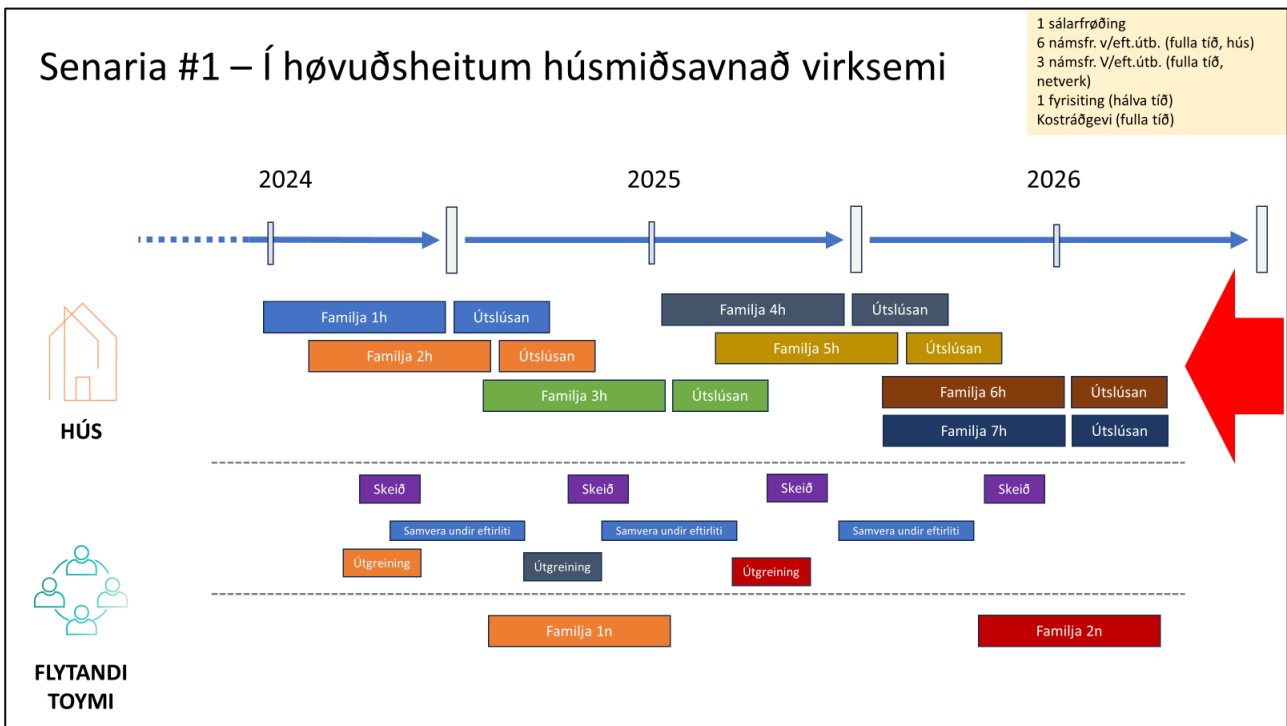 Senaria #1 – Í høvuðsheitum húsmiðsavnað virksemi
1 sálarfrøðing
6 námsfr. v/eft.útb. (fulla tíð, hús)
3 námsfr. V/eft.útb. (fulla tíð,
netverk)
1 fyrisiting (hálva tíð)
Kostráðgevi (fulla tíð)
2024
2025
2026
Familja 1h
Útslúsan
Familja 4h
Útslúsan
Familja 2h
Útslúsan
Familja 5h
Útslúsan
Familja 3h
Útslúsan
Familja 6h
Útslúsan
HÚS
Familja 7h
Útslúsan
Skeið
Skeið
Skeið
Skeið
Samvera undir eftirliti
Samvera undir eftirliti
Samvera undir eftirliti
Útgreining
Útgreining
Útgreining
Familja 1n
Familja 2n
FLYTANDI
TOYMI